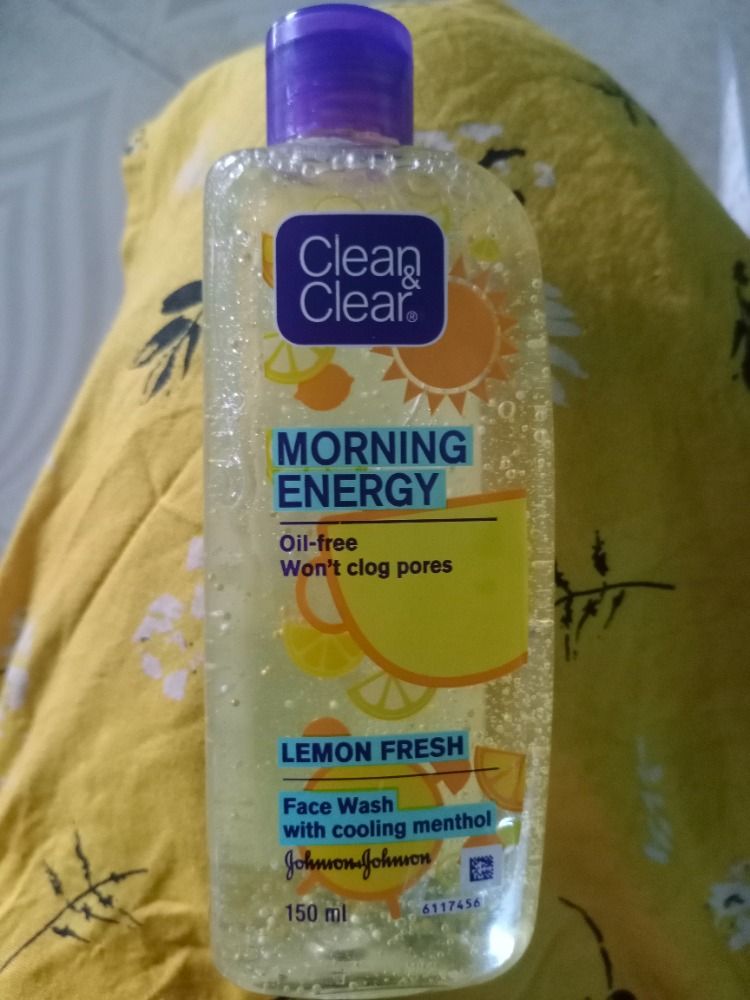 Clean
&
Clear®
MORNING
ENERGY
Oil-free
Won't clog pores
LEMON FRESH
Face Wash
with cooling menthol
Johnson & Johnson
150 ml
6117456